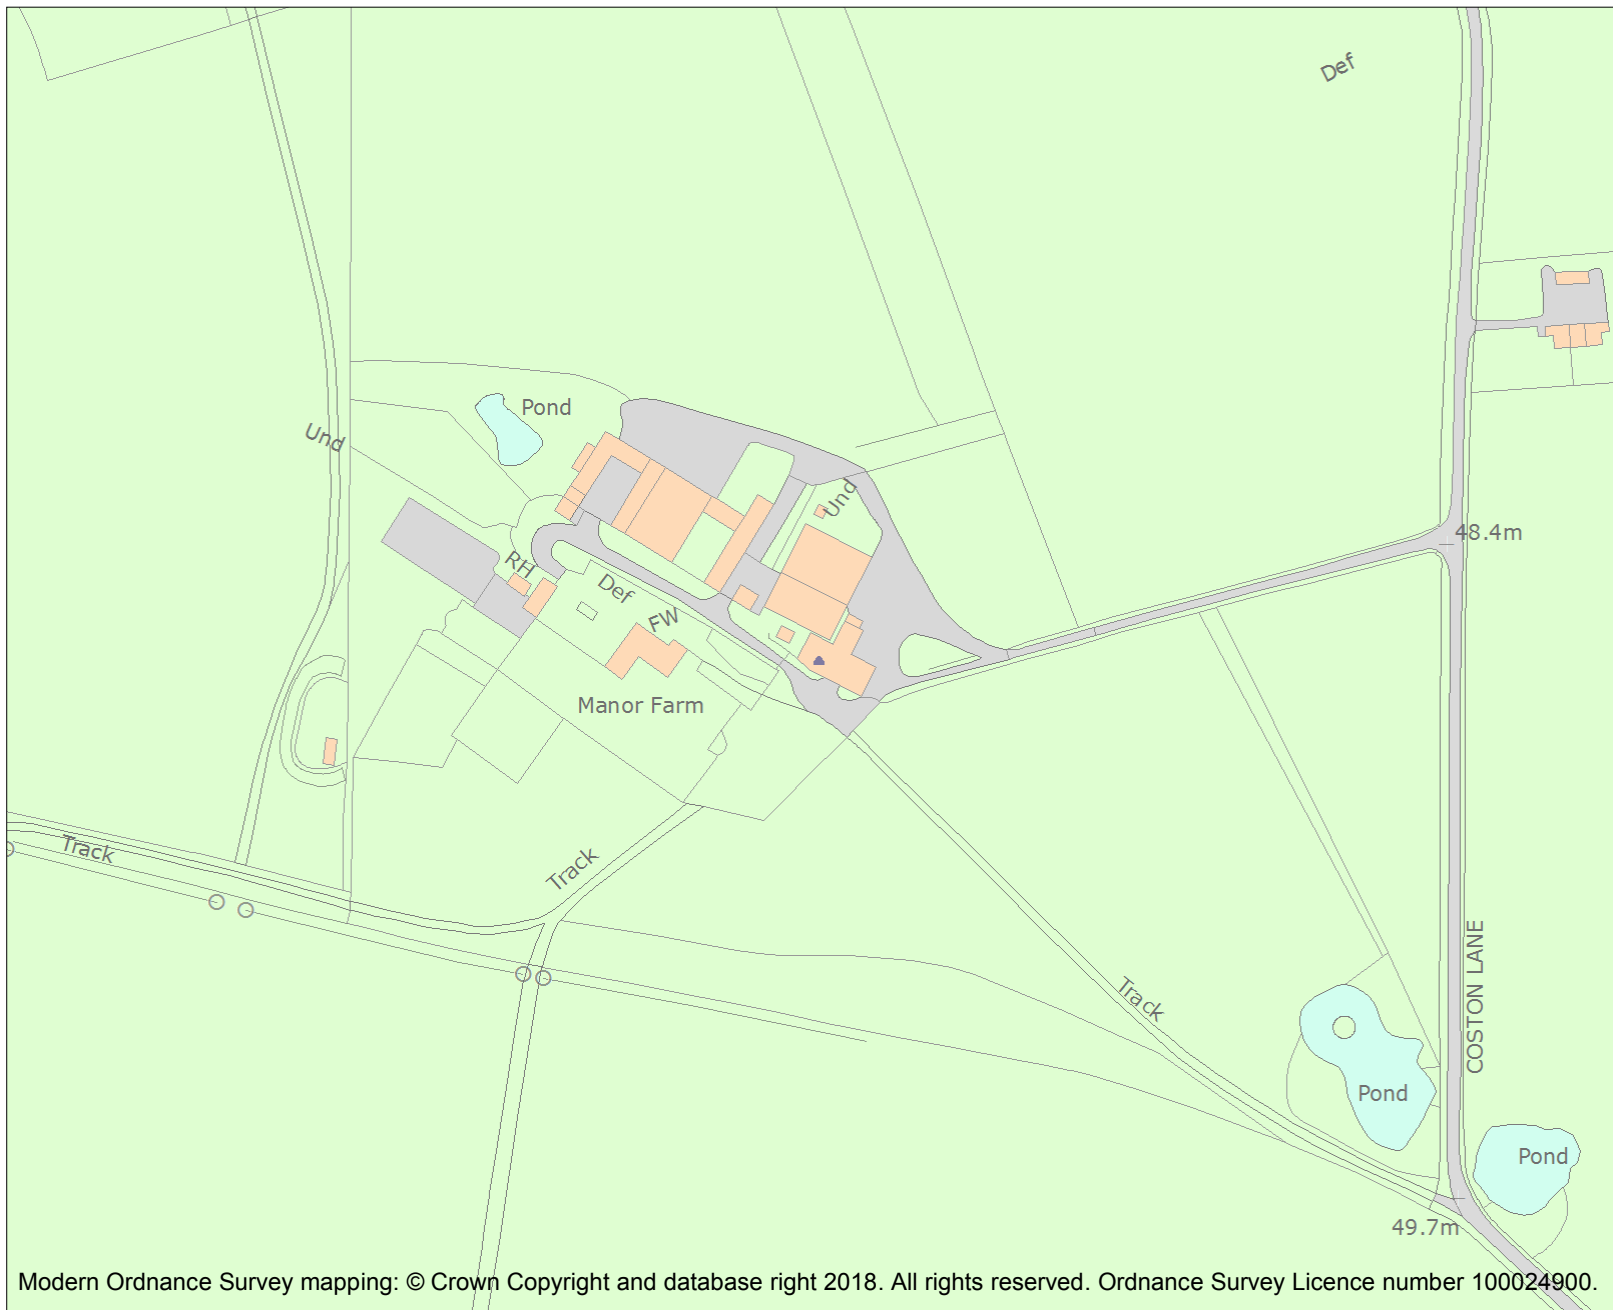 Def
Pond
Und
Und
48.4m
RH
Def
FW
Manor Farm
Track
Track
COSTON LANE
Track
Pond
Pond
49.7m
Modern Ordnance Survey mapping: © Crown Copyright and database right 2018. All rights reserved. Ordnance Survey Licence number 100024900.